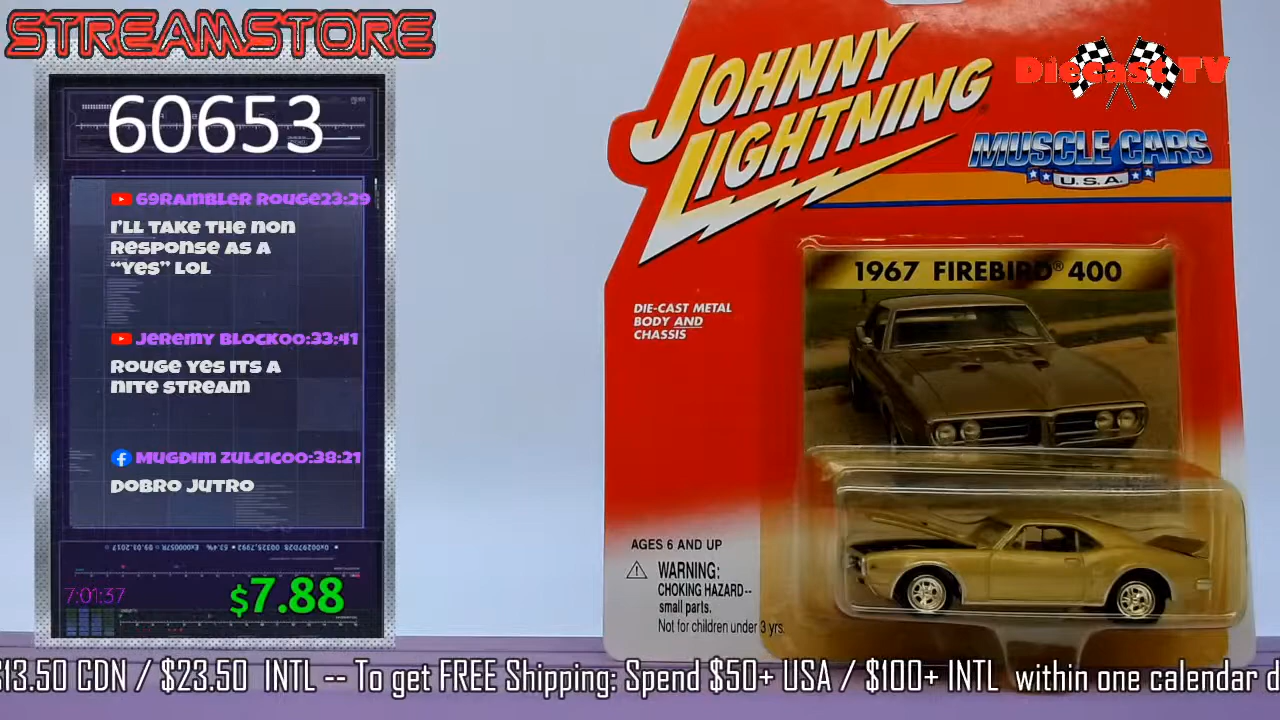 STREAMSTORE
60653
69Rambler Rouge23:29
I'll take the non
response as a
"yes" LOL
Jeremy Block00:33:41
Rouge yes its a
nite stream
Mugdim Zulcic00:38:21
Dobro jutro
7:01:37
$7.88
JOHNNY
LIGHTNING
Diecast TV
MUSCLE CARS
U.S.A.
1967 FIREBIRD® 400
DIE-CAST METAL
BODY AND
CHASSIS
AGES 6 AND UP
WARNING:
CHOKING HAZARD--
small parts.
Not for children under 3 yrs.
$13.50 CDN / $23.50 INTL -- To get FREE Shipping: Spend $50+ USA / $100+ INTL within one calendar d